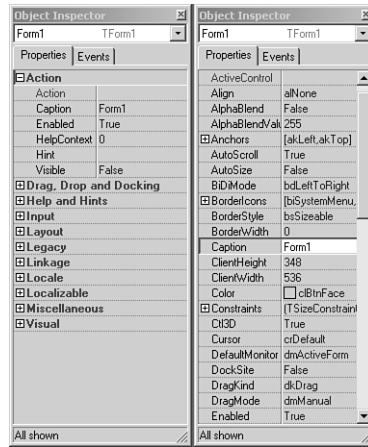 Object Inspector
Form1 TForm1
Properties Events
Action
Action
Caption Form1
Enabled True
HelpContext 0
Hint
Visible False
Drag, Drop and Docking
Help and Hints
Input
Layout
Legacy
Linkage
Locale
Localizable
Miscellaneous
Visual
All shown
Object Inspector
Form1 TForm1
Properties Events
ActiveControl
Align alNone
AlphaBlend False
AlphaBlendValu 255
Anchors [akLeft,akTop]
AutoScroll True
AutoSize False
BiDiMode bdLeftToRight
BorderIcons [biSystemMenu,
BorderStyle bsSizeable
BorderWidth 0
Caption Form1
ClientHeight 348
ClientWidth 536
Color clBtnFace
Constraints (TSizeConstraint
Ctl3D True
Cursor crDefault
DefaultMonitor dmActiveForm
DockSite False
DragKind dkDrag
DragMode dmManual
Enabled True
All shown